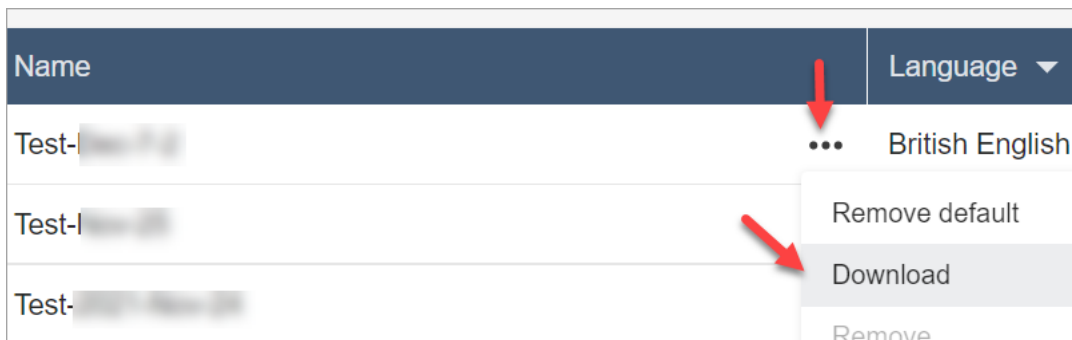 Name Language
Test- British English
Remove default
Test-
Download
Test-
Remove